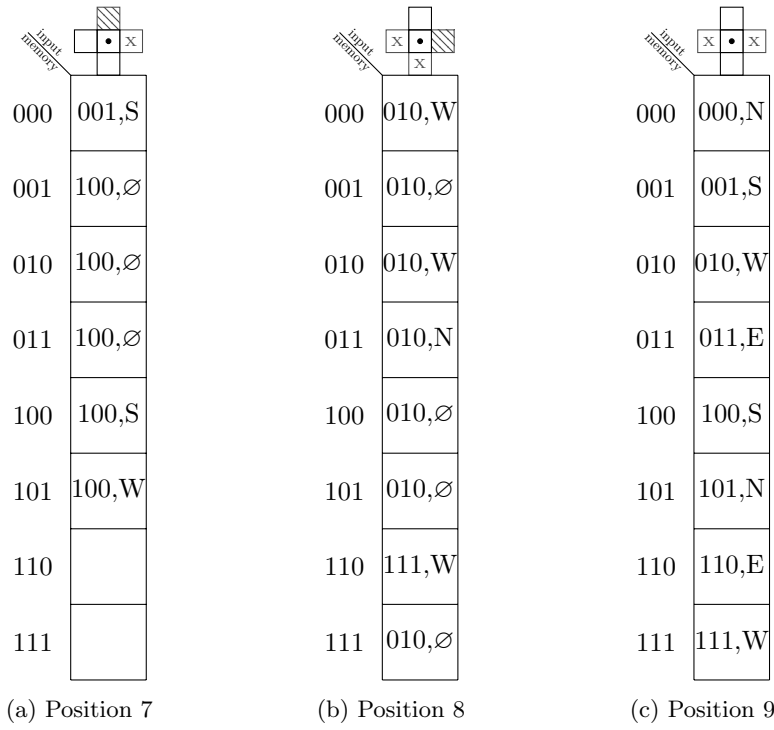 x
x
x
x
x
input
memory
input
memory
input
memory
000 001,S
001 100,∅
010 100,∅
011 100,∅
100 100,S
101 100,W
110
111
(a) Position 7
000 010,W
001 010,∅
010 010,W
011 010,N
100 010,∅
101 010,∅
110 111,W
111 010,∅
(b) Position 8
000 000,N
001 001,S
010 010,W
011 011,E
100 100,S
101 101,N
110 110,E
111 111,W
(c) Position 9